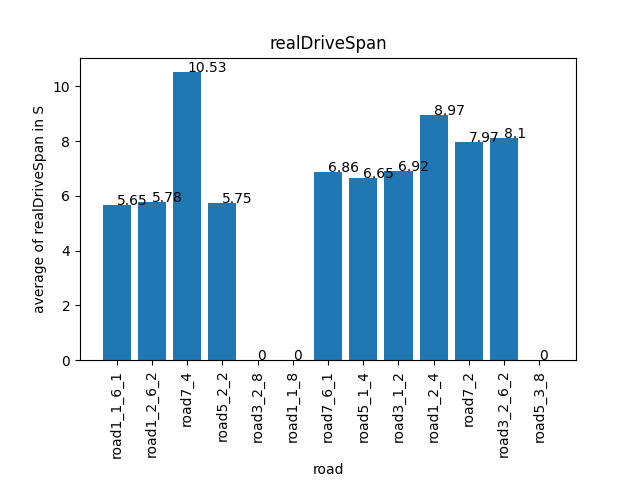 realDriveSpan
average of realDriveSpan in S
10
8
6
4
2
0
5.65
5.78
10.53
5.75
0
0
6.86
6.65
6.92
8.97
7.97
8.1
0
road1_1_6_1
road1_2_6_2
road7_4
road5_2_2
road3_2_8
road1_1_8
road7_6_1
road5_1_4
road3_1_2
road1_2_4
road7_2
road3_2_6_2
road5_3_8
road